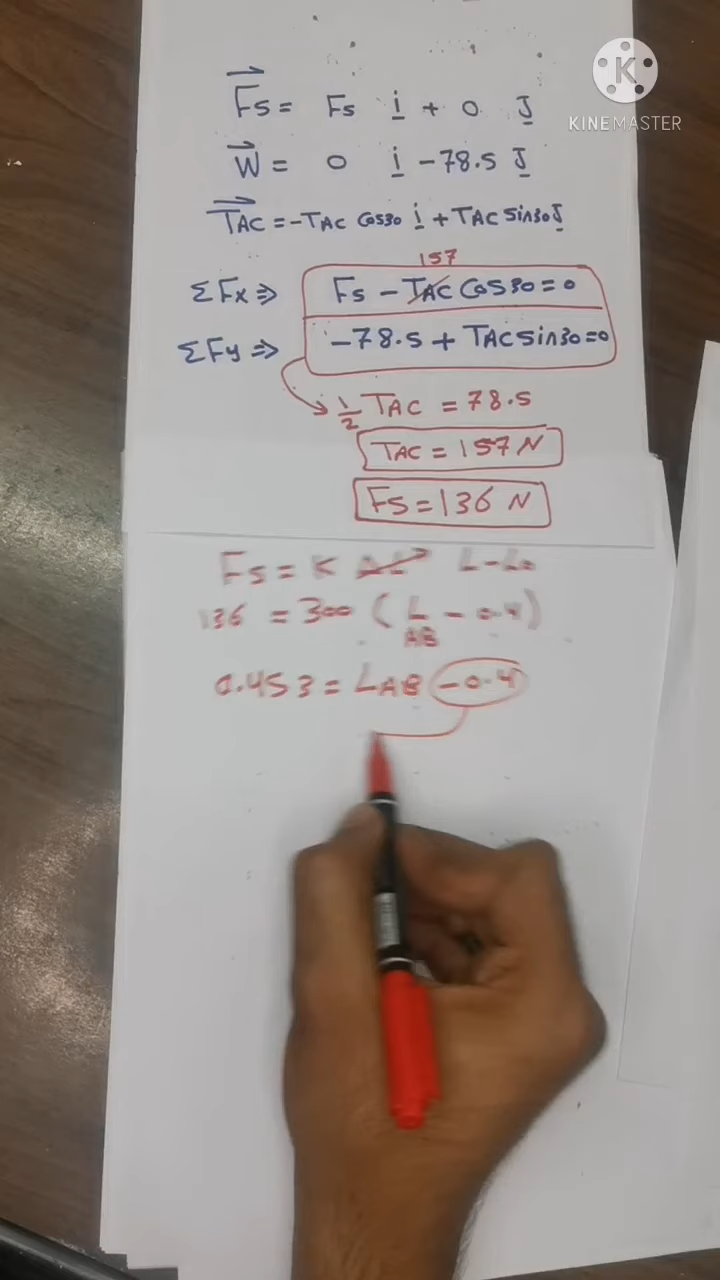 K
KINEMASTER
Fs = Fs i + 0 J
W = 0 i -78.5 J
TAC = -TAC Cos30 i + TAC Sin30 J
157
ΣFx ⇒ Fs - TAC Cos30 = 0
ΣFy ⇒ -78.5 + TAC sin30 = 0
1/2 TAC = 78.5
TAC = 157 N
Fs = 136 N
Fs = K ΔL L-L0
136 = 300 (L - 0.4)
AB
0.453 = LAB -0.4